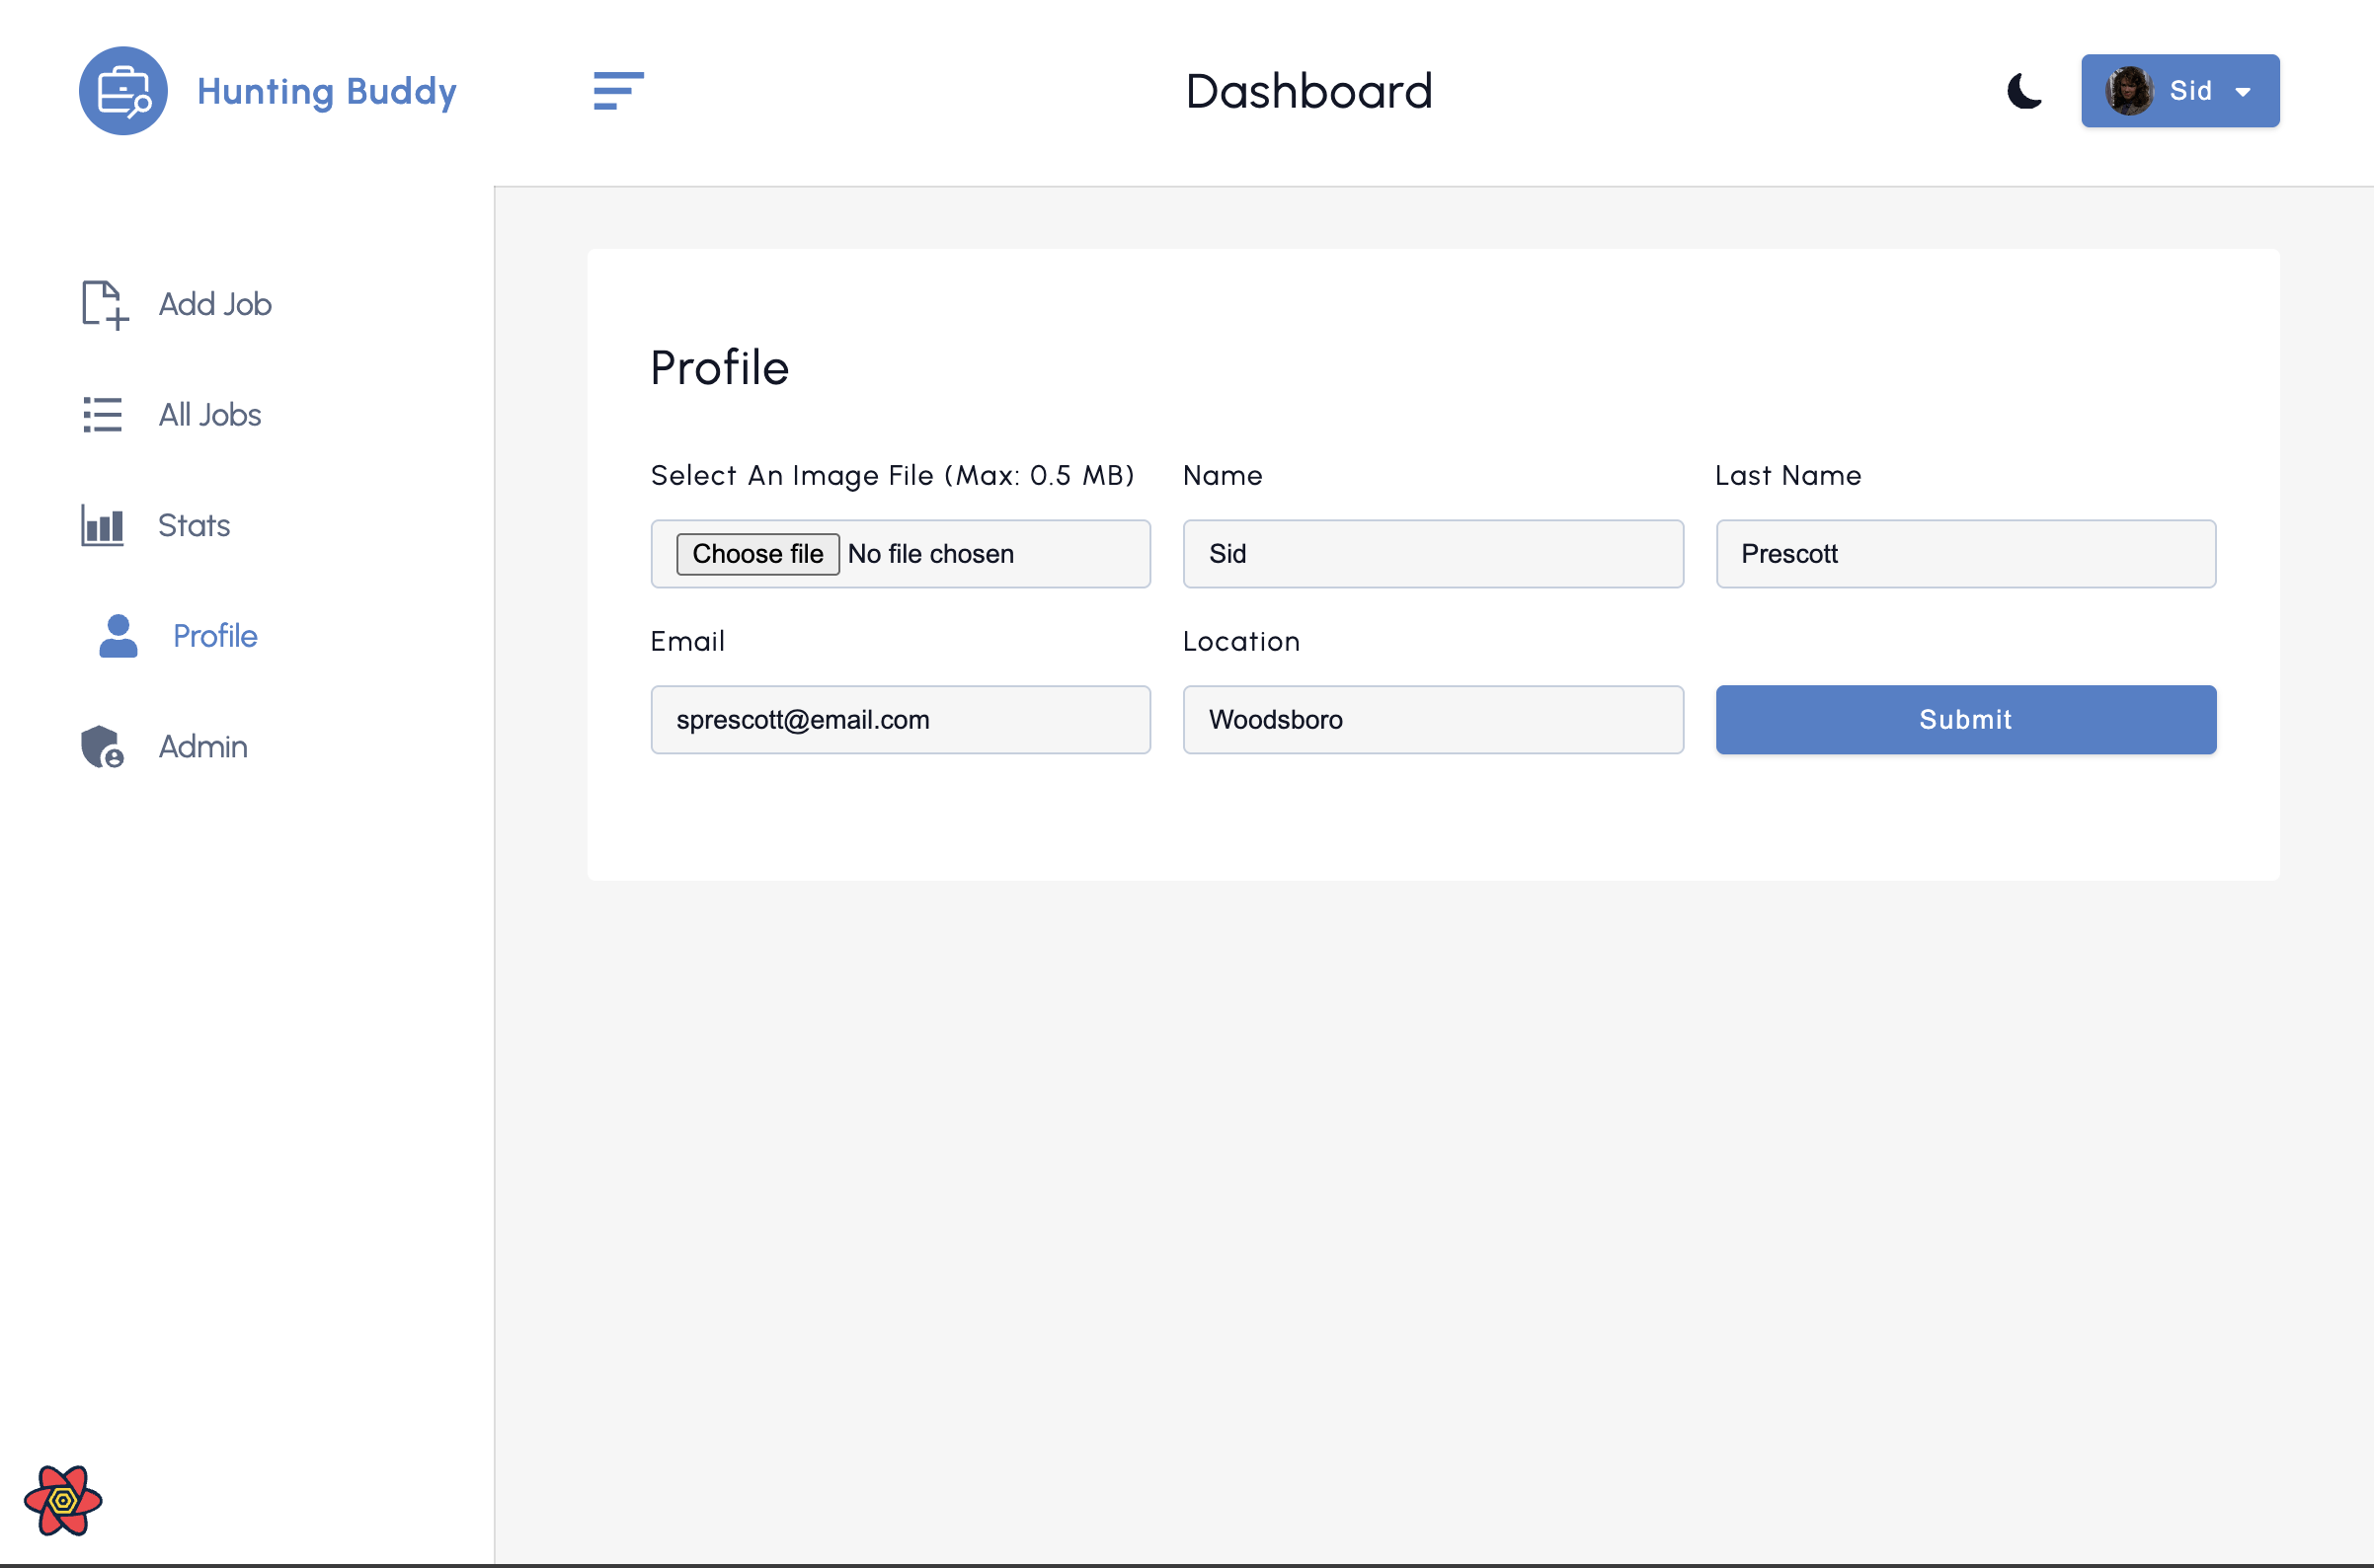 Hunting Buddy
Dashboard
Sid
Add Job
All Jobs
Stats
Profile
Admin
Profile
Select An Image File (Max: 0.5 MB)
Name
Last Name
Choose file No file chosen
Sid
Prescott
Email
Location
sprescott@email.com
Woodsboro
Submit